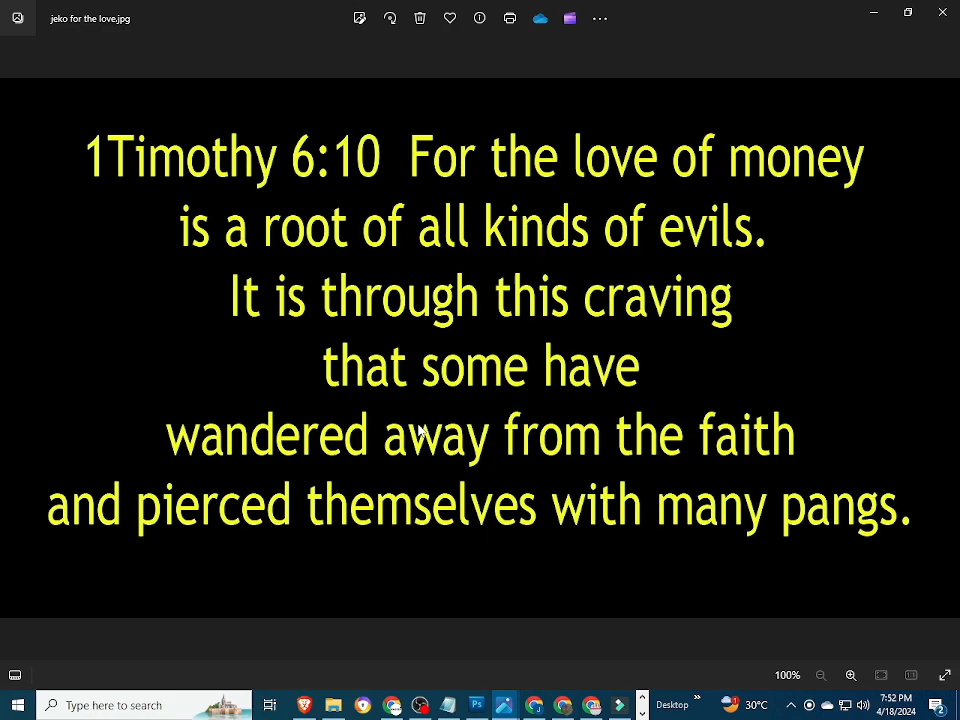 jeko for the love.jpg
1Timothy 6:10 For the love of money
is a root of all kinds of evils.
It is through this craving
that some have
wandered away from the faith
and pierced themselves with many pangs.
100%
Type here to search
Desktop
30°C
7:52 PM
4/18/2024
2